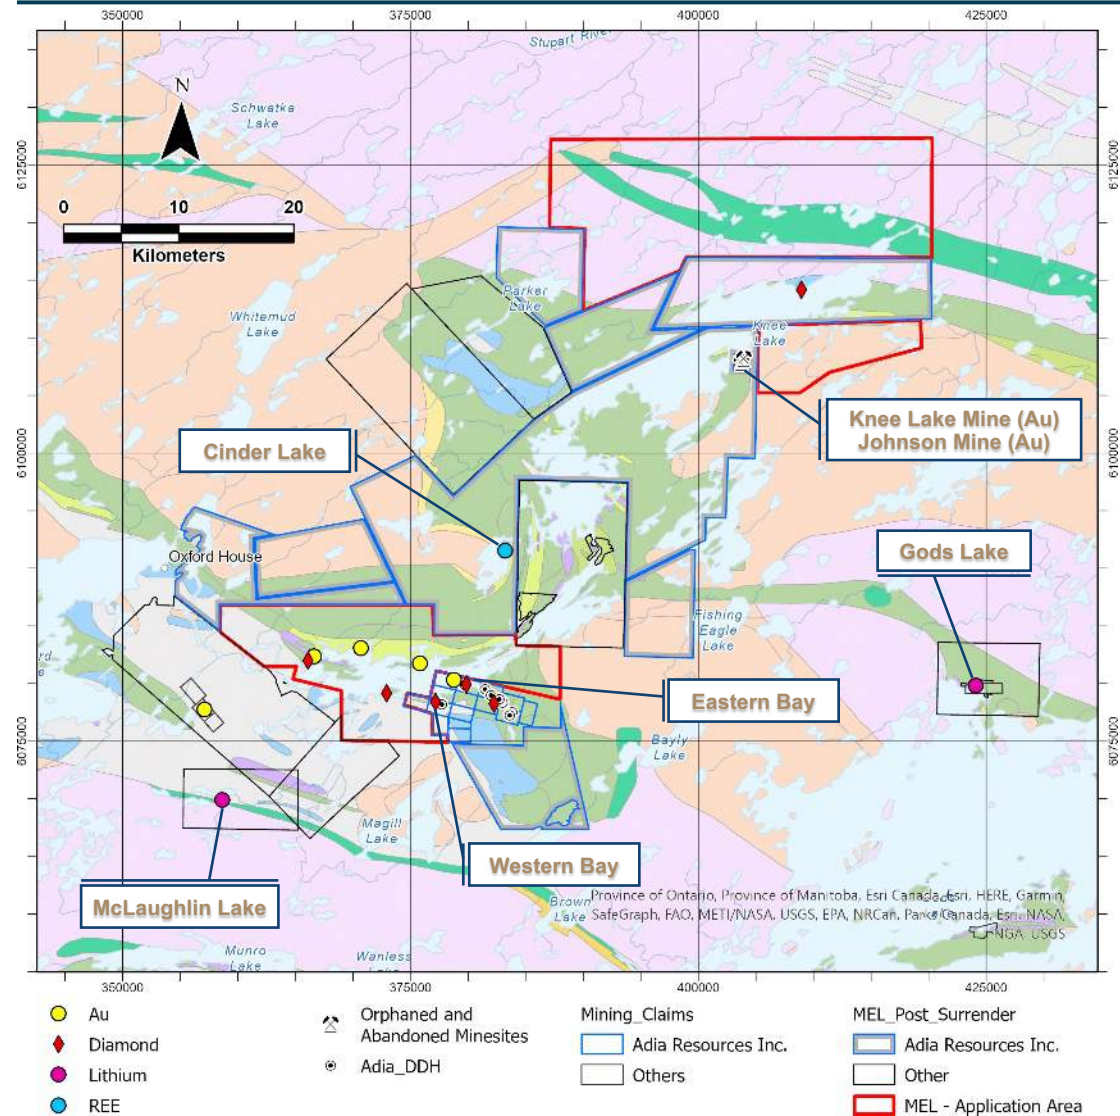 350000
375000
400000
425000
Stupart River
N
Schwatka
Lake
6125000
6125000
0
10
20
Kilometers
Parker
Lake
Whitemud
Lake
Knee
Lake
Knee Lake Mine (Au)
Johnson Mine (Au)
Cinder Lake
6100000
6100000
Gods Lake
Oxford House
Fishing
Eagle
Lake
rd
e
Eastern Bay
6075000
6075000
Bayly
Lake
Magill
Lake
Western Bay
McLaughlin Lake
Brown
Lake
Province of Ontario, Province of Manitoba, Esri Canada, Esri, HERE, Garmin,
SafeGraph, FAO, METI/NASA, USGS, EPA, NRCan, Parks Canada, Esri, NASA,
NGA, USGS
Munro
Lake
Wanless
Lake
350000
375000
400000
425000
Au
Diamond
Lithium
REE
Orphaned and
Abandoned Minesites
Adia_DDH
Mining_Claims
Adia Resources Inc.
Others
MEL_Post_Surrender
Adia Resources Inc.
Other
MEL - Application Area